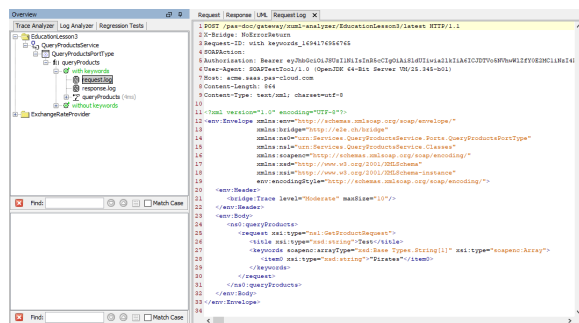 Overview
Trace Analyzer Log Analyzer Regression Tests
EducationLesson3
QueryProductsService
QueryProductsPortType
queryProducts
with keywords
request.log
response.log
queryProducts (4ms)
without keywords
ExchangeRateProvider
Find: Match Case
Find: Match Case
Request Response UML Request Log
1 POST /pas-doc/gateway/xuml-analyzer/EducationLesson3/latest HTTP/1.1
2 X-Bridge: NoErrorReturn
3 Request-ID: with keywords_1694176956765
4 SOAPAction:
5 Authorization: Bearer
6 User-Agent: SOAPTestTool/1.0 (OpenJDK 64-Bit Server VM/25.345-b01)
7 Host: acme.saas.pas-cloud.com
8 Content-Length: 864
9 Content-Type: text/xml; charset=utf-8
10
11 <?xml version="1.0" encoding="UTF-8"?>
12 <env:Envelope xmlns:env="http://schemas.xmlsoap.org/soap/envelope/"
13 xmlns:bridge="http://e2e.ch/bridge"
14 xmlns:ns0="urn:Services.QueryProductsService.Ports.QueryProductsPortType"
15 xmlns:ns1="urn:Services.QueryProductsService.Classes"
16 xmlns:soapenc="http://schemas.xmlsoap.org/soap/encoding/"
17 xmlns:xsd="http://www.w3.org/2001/XMLSchema"
18 xmlns:xsi="http://www.w3.org/2001/XMLSchema-instance"
19 env:encodingStyle="http://schemas.xmlsoap.org/soap/encoding/">
20 <env:Header>
21 <bridge:Trace level="Moderate" maxSize="10"/>
22 </env:Header>
23 <env:Body>
24 <ns0:queryProducts>
25 <request xsi:type="ns1:GetProductRequest">
26 <title xsi:type="xsd:string">Test</title>
27 <keywords soapenc:arrayType="xsd:Base Types.String[1]" xsi:type="soapenc:Array">
28 <item0 xsi:type="xsd:string">"Pirates"</item0>
29 </keywords>
30 </request>
31 </ns0:queryProducts>
32 </env:Body>
33 </env:Envelope>
34